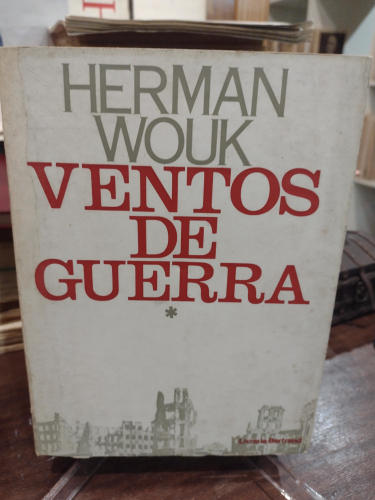 HERMAN
WOUK
VENTOS
DE
GUERRA
*
Livraria Bertrand